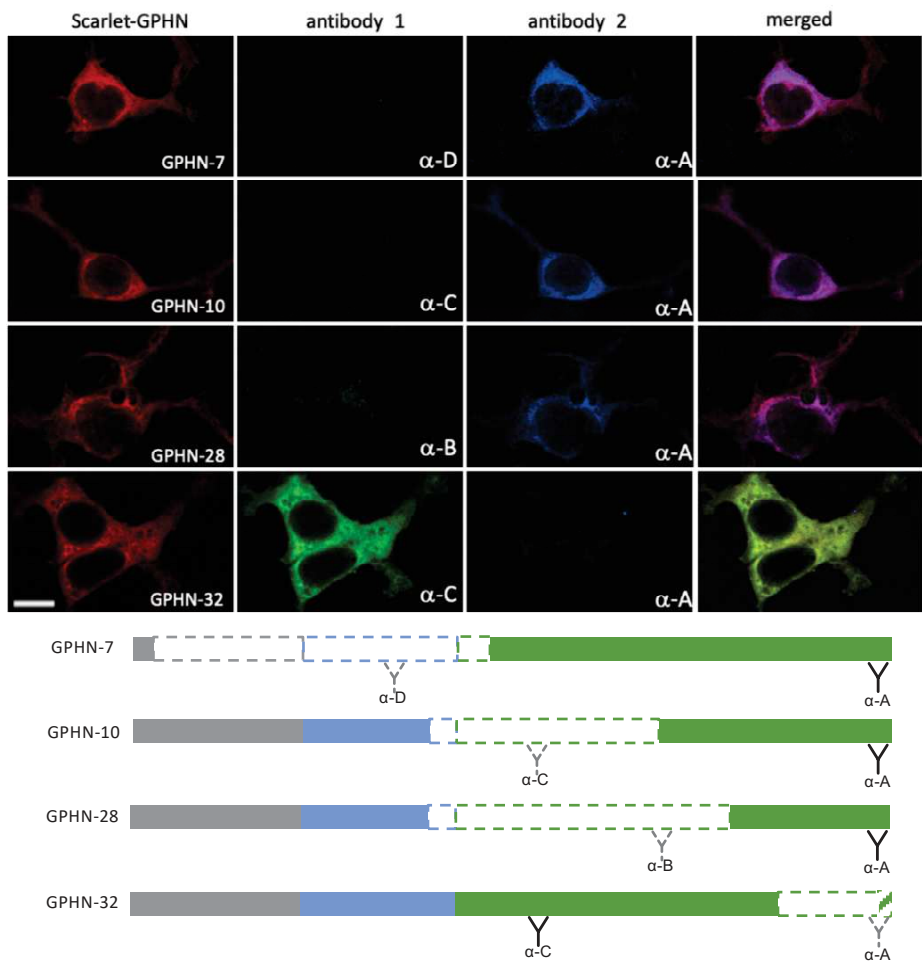 Scarlet-GPHN antibody 1 antibody 2 merged
GPHN-7 α-D α-A
GPHN-10 α-C α-A
GPHN-28 α-B α-A
GPHN-32 α-C α-A
GPHN-7
α-D α-A
GPHN-10
α-C α-A
GPHN-28
α-B α-A
GPHN-32
α-C α-A